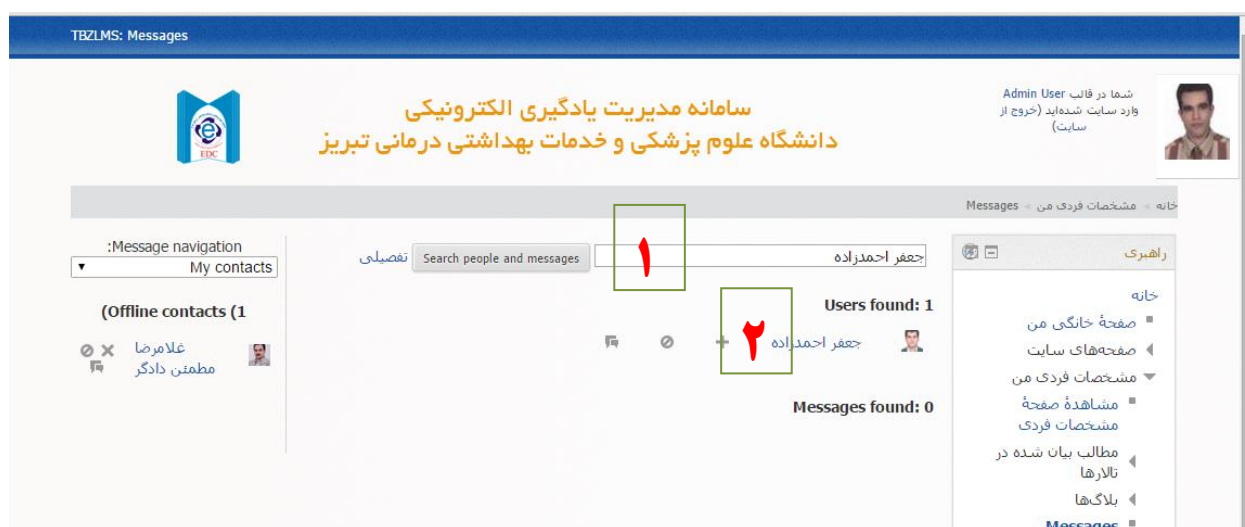 TBZLMS: Messages
شما در قالب Admin User
وارد سایت شده‌اید (خروج از
سایت)
سامانه مدیریت یادگیری الکترونیکی
دانشگاه علوم پزشکی و خدمات بهداشتی درمانی تبریز
e
EDC
خانه » مشخصات فردی من » Messages
راهبری
خانه
صفحهٔ خانگی من
صفحه‌های سایت
مشخصات فردی من
مشاهدهٔ صفحهٔ
مشخصات فردی
مطالب بیان شده در
تالارها
بلاگ‌ها
Messages
جعفر احمدزاده
۱
Search people and messages
تفصیلی
Users found: 1
جعفر احمدزاده
۲
Messages found: 0
:Message navigation
My contacts
(Offline contacts (1
غلامرضا
مطمئن دادگر